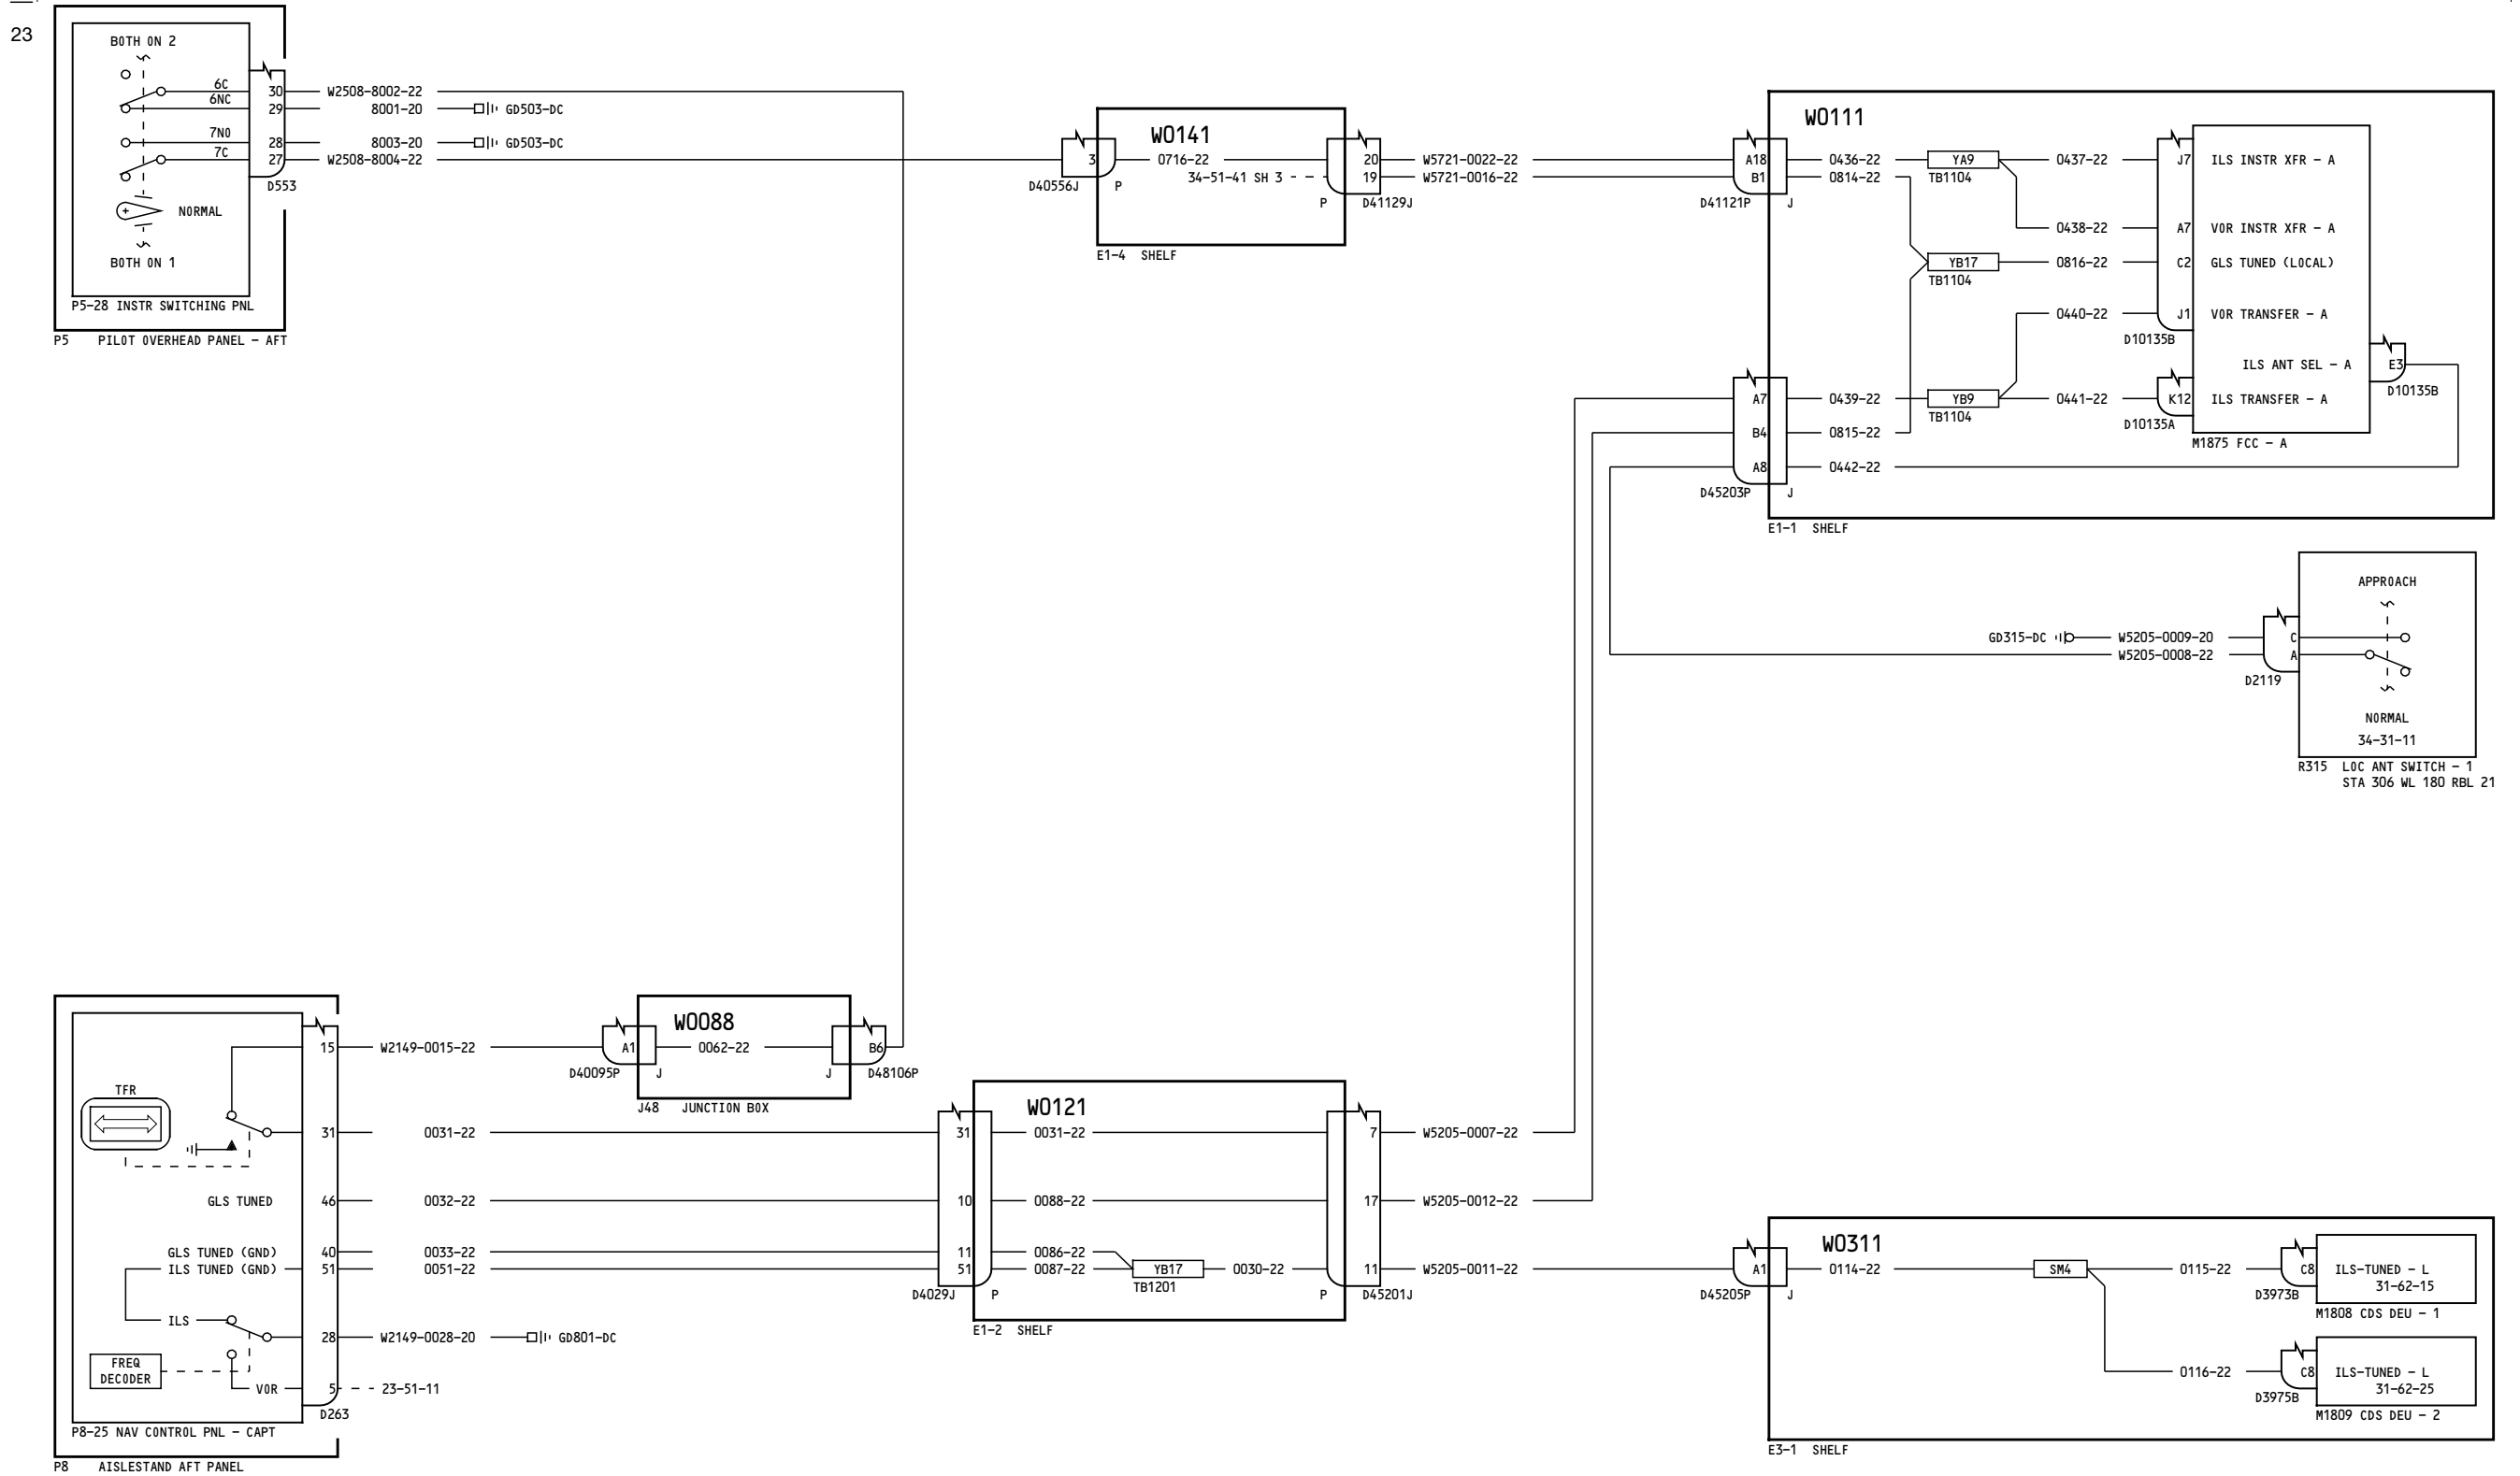 23
BOTH ON 2
6C
6NC
7NO
7C
30
29
28
27
D553
NORMAL
BOTH ON 1
P5-28 INSTR SWITCHING PNL
P5 PILOT OVERHEAD PANEL - AFT
W2508-8002-22
8001-20 GD503-DC
8003-20 GD503-DC
W2508-8004-22
W0141
3 0716-22 20
34-51-41 SH 3 19
D40556J P
P D41129J
E1-4 SHELF
W5721-0022-22
W5721-0016-22
W0111
A18 0436-22 YA9 0437-22 J7 ILS INSTR XFR - A
B1 0814-22 TB1104
D41121P J
0438-22 A7 VOR INSTR XFR - A
YB17 0816-22 C2 GLS TUNED (LOCAL)
TB1104
0440-22 J1 VOR TRANSFER - A
D10135B
ILS ANT SEL - A E3
D10135B
A7 0439-22 YB9 0441-22 K12 ILS TRANSFER - A
TB1104 D10135A
B4 0815-22
M1875 FCC - A
A8 0442-22
D45203P J
E1-1 SHELF
APPROACH
GD315-DC W5205-0009-20 C
W5205-0008-22 A
D2119
NORMAL
34-31-11
R315 LOC ANT SWITCH - 1
STA 306 WL 180 RBL 21
W0088
15 W2149-0015-22 A1 0062-22 B6
D40095P J J D48106P
J48 JUNCTION BOX
TFR
W0121
31 0031-22 31 0031-22 7 W5205-0007-22
GLS TUNED 46 0032-22 10 0088-22 17 W5205-0012-22
GLS TUNED (GND) 40 0033-22 11 0086-22
ILS TUNED (GND) 51 0051-22 51 0087-22 YB17 0030-22 11 W5205-0011-22
TB1201
D4029J P P D45201J
E1-2 SHELF
ILS
28 W2149-0028-20 GD801-DC
FREQ
DECODER
VOR 5 23-51-11
D263
P8-25 NAV CONTROL PNL - CAPT
P8 AISLESTAND AFT PANEL
W0311
A1 0114-22 SM4 0115-22 C8 ILS-TUNED - L
31-62-15
D45205P J D3973B
M1808 CDS DEU - 1
0116-22 C8 ILS-TUNED - L
31-62-25
D3975B
M1809 CDS DEU - 2
E3-1 SHELF